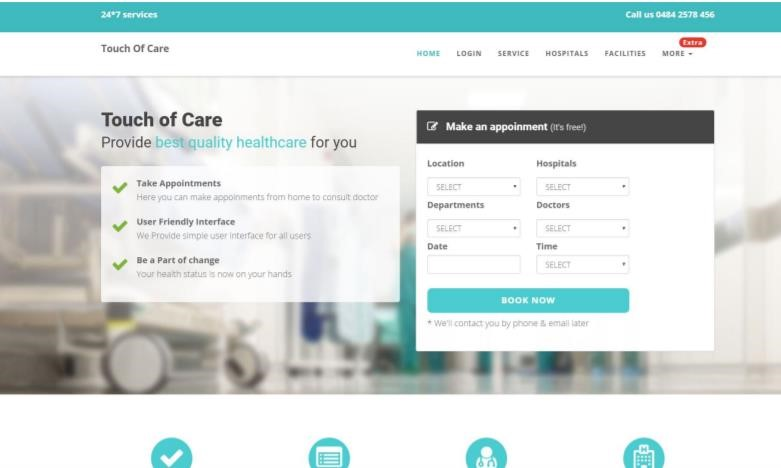 24*7 services
Call us 0484 2578 456
Touch Of Care
HOME LOGIN SERVICE HOSPITALS FACILITIES MORE
Extra
Touch of Care
Provide best quality healthcare for you
Take Appointments
Here you can make appoinments from home to consult doctor
User Friendly Interface
We Provide simple user interface for all users
Be a Part of change
Your health status is now on your hands
Make an appoinment (It's free!)
Location Hospitals
SELECT SELECT
Departments Doctors
SELECT SELECT
Date Time
SELECT
BOOK NOW
* We'll contact you by phone & email later
H